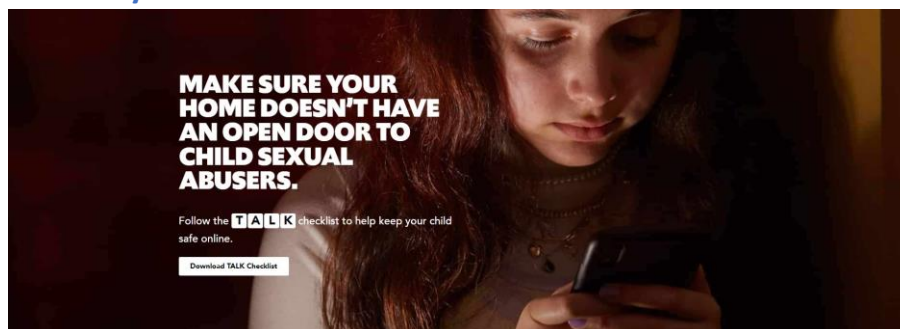 MAKE SURE YOUR
HOME DOESN'T HAVE
AN OPEN DOOR TO
CHILD SEXUAL
ABUSERS.
Follow the TALK checklist to help keep your child
safe online.
Download TALK Checklist